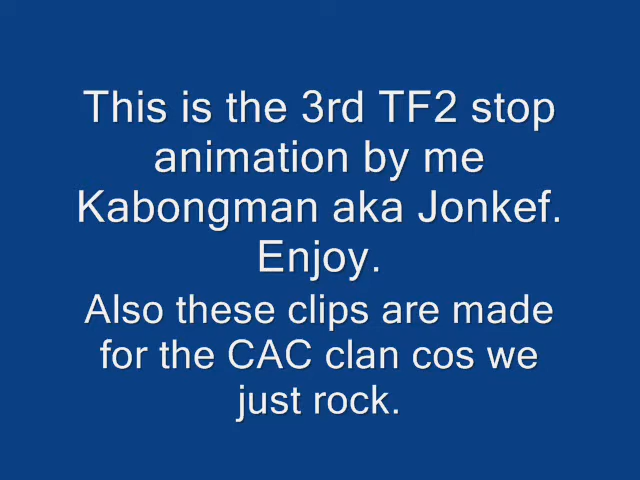 This is the 3rd TF2 stop
animation by me
Kabongman aka Jonkef.
Enjoy.
Also these clips are made
for the CAC clan cos we
just rock.